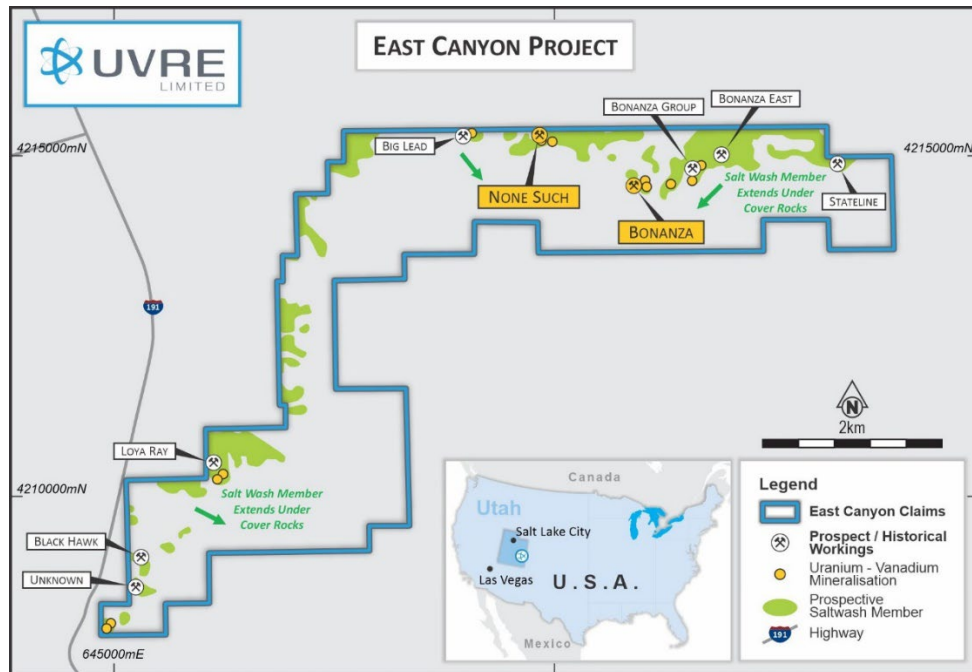 UVRE
LIMITED
EAST CANYON PROJECT
BONANZA GROUP
BONANZA EAST
BIG LEAD
4215000mN
4215000mN
NONE SUCH
BONANZA
Salt Wash Member
Extends Under
Cover Rocks
STATELINE
191
LOYA RAY
4210000mN
Salt Wash Member
Extends Under
Cover Rocks
BLACK HAWK
UNKNOWN
645000mE
N
2km
Canada
Utah
Salt Lake City
Las Vegas
U.S.A.
Mexico
Legend
East Canyon Claims
Prospect / Historical
Workings
Uranium - Vanadium
Mineralisation
Prospective
Saltwash Member
191
Highway